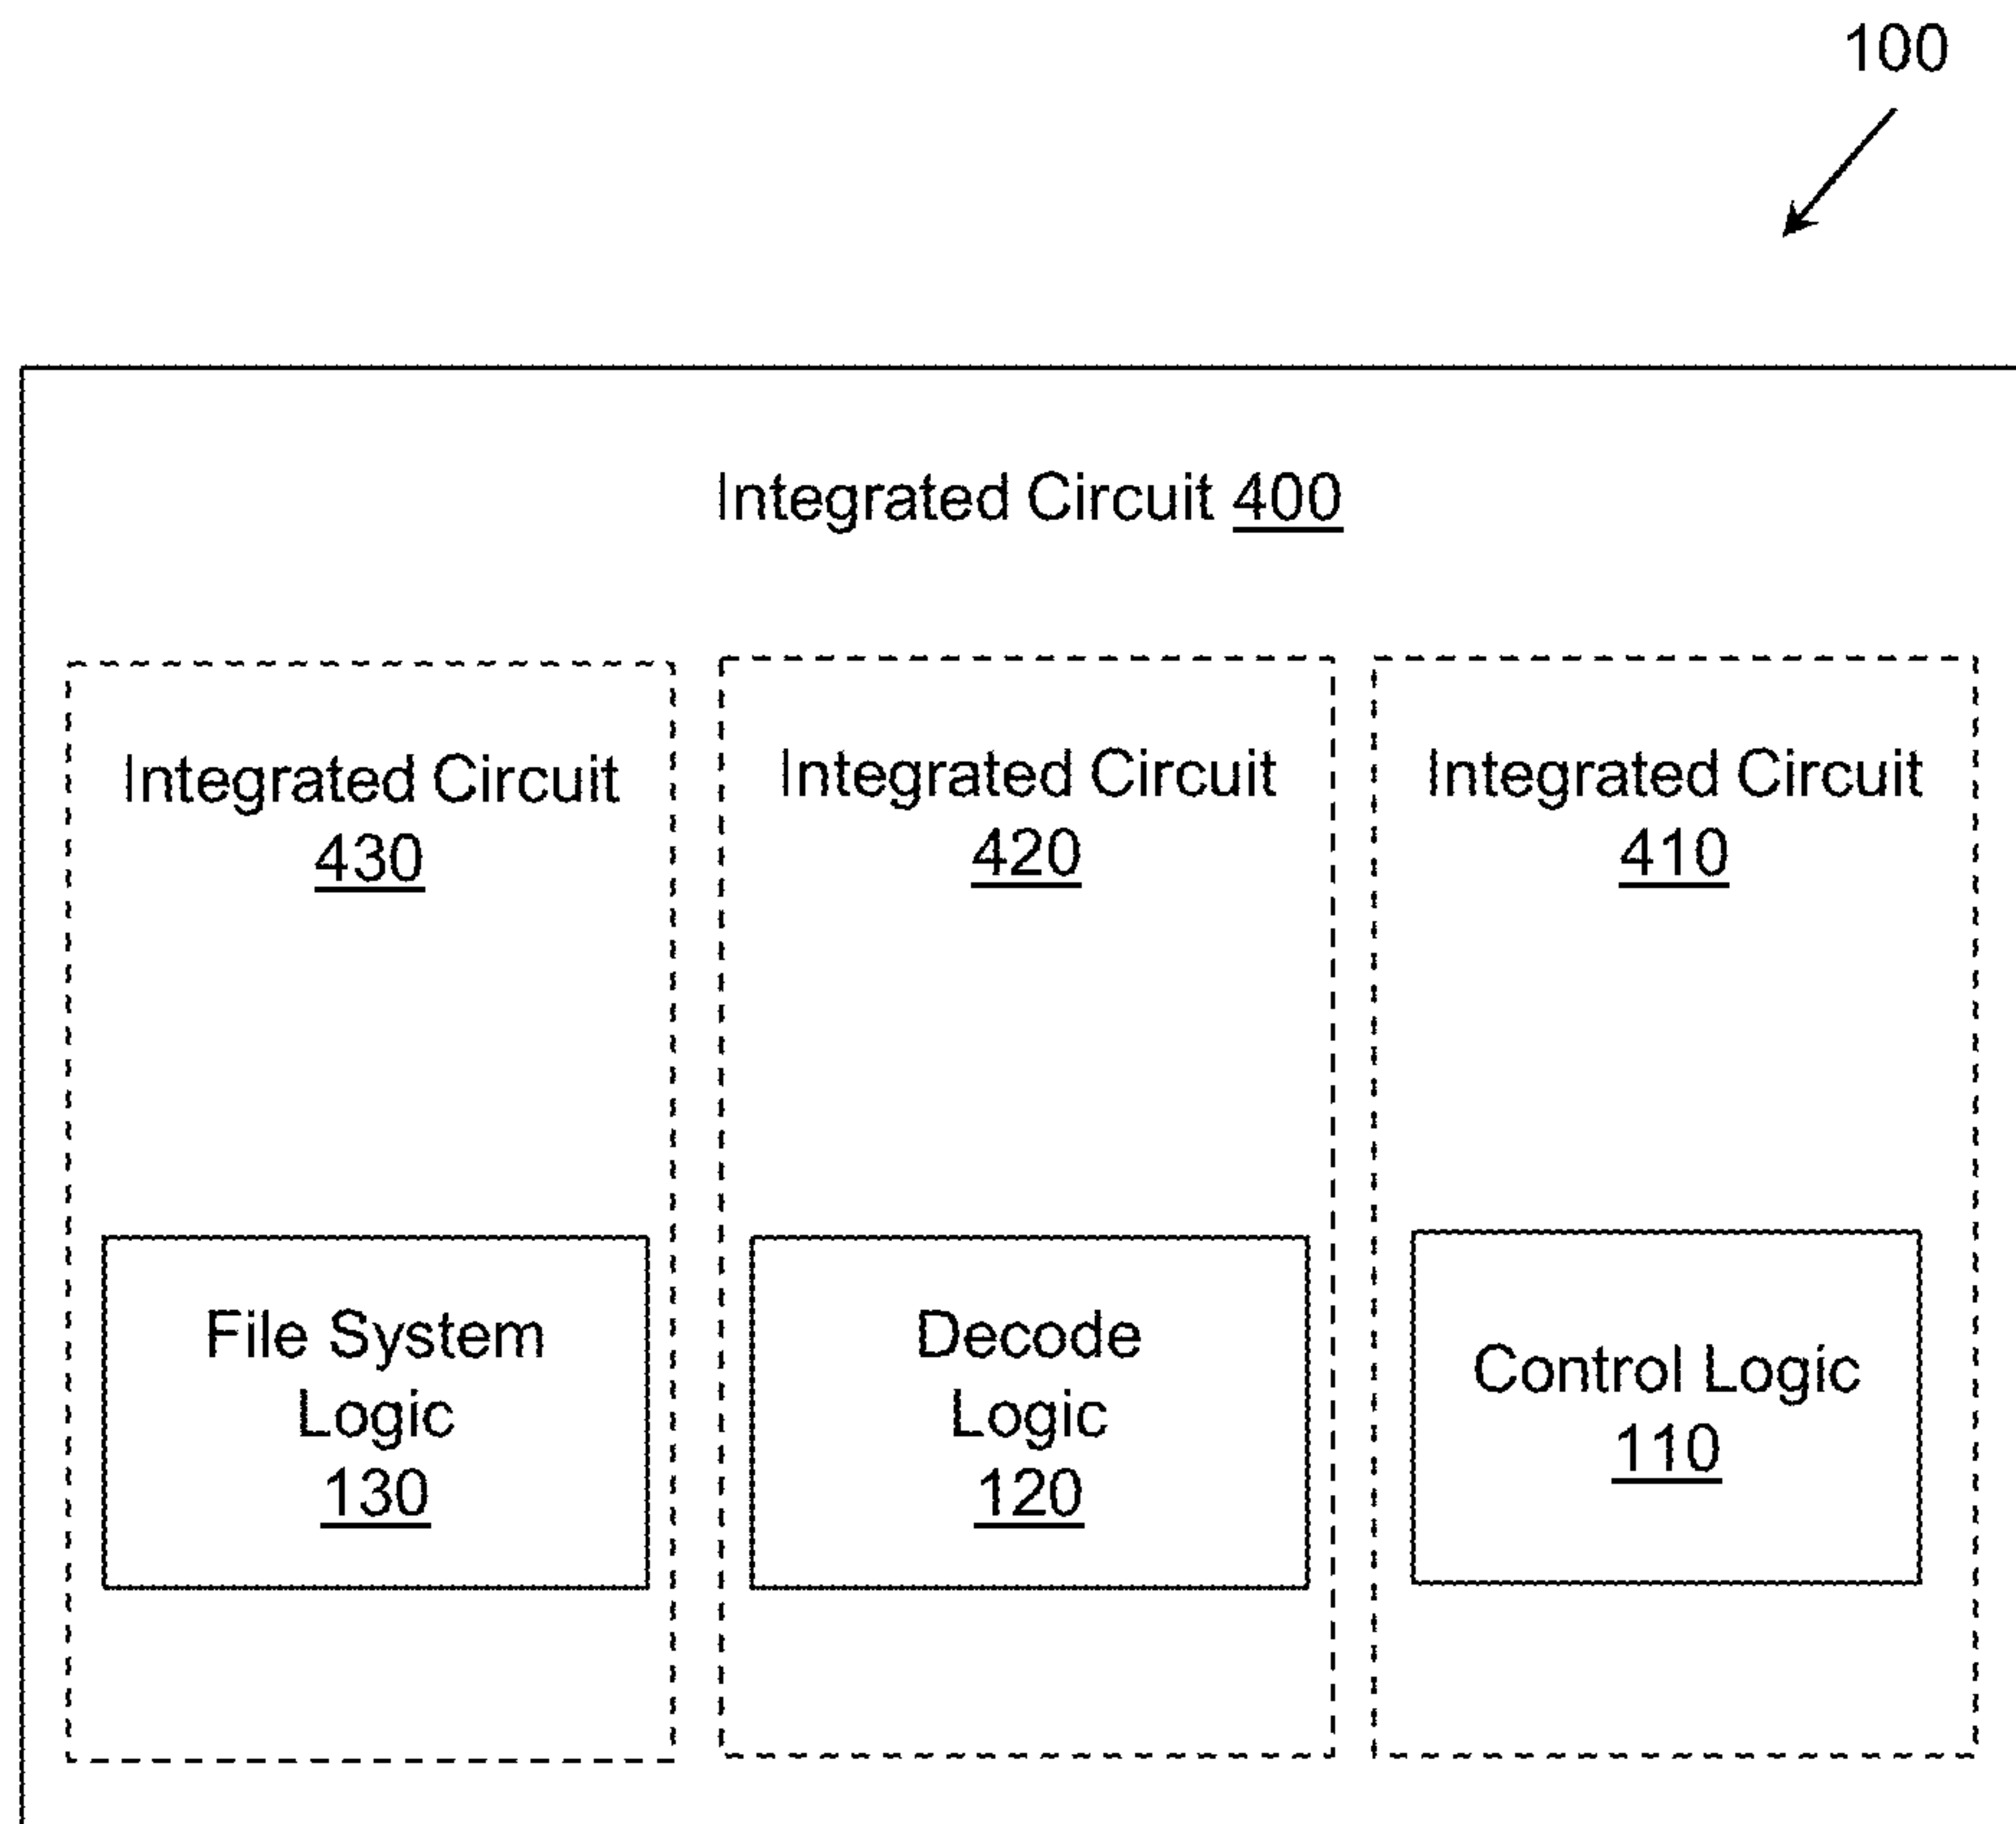 100
Integrated Circuit 400
Integrated Circuit
430
File System
Logic
130
Integrated Circuit
420
Decode
Logic
120
Integrated Circuit
410
Control Logic
110